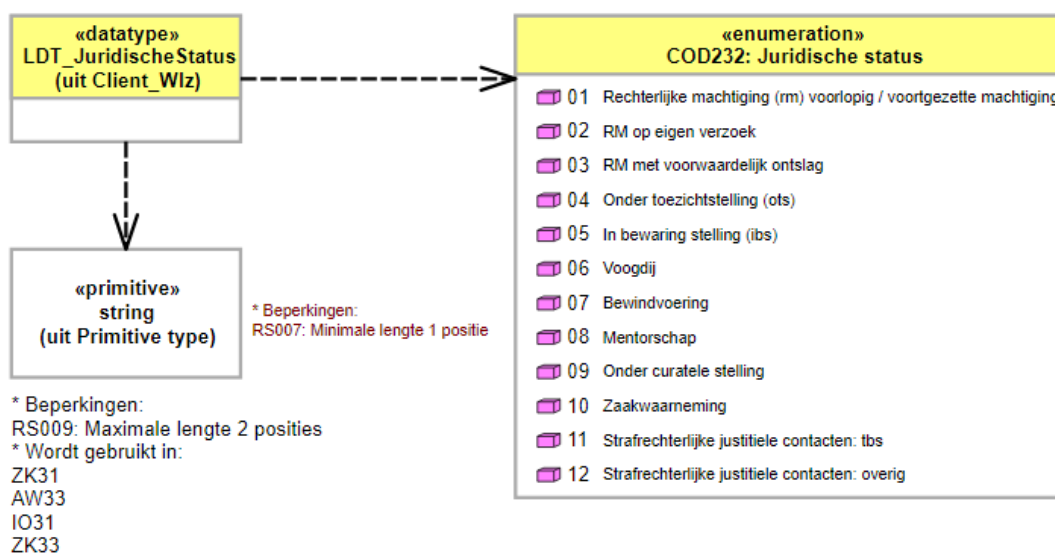 «datatype»
LDT_JuridischeStatus
(uit Client_Wlz)
«enumeration»
COD232: Juridische status
01 Rechterlijke machtiging (rm) voorlopig / voortgezette machtiging
02 RM op eigen verzoek
03 RM met voorwaardelijk ontslag
04 Onder toezichtstelling (ots)
05 In bewaring stelling (ibs)
06 Voogdij
07 Bewindvoering
08 Mentorschap
09 Onder curatele stelling
10 Zaakwaarneming
11 Strafrechterlijke justitiele contacten: tbs
12 Strafrechterlijke justitiele contacten: overig
«primitive»
string
(uit Primitive type)
* Beperkingen:
RS007: Minimale lengte 1 positie
* Beperkingen:
RS009: Maximale lengte 2 posities
* Wordt gebruikt in:
ZK31
AW33
IO31
ZK33